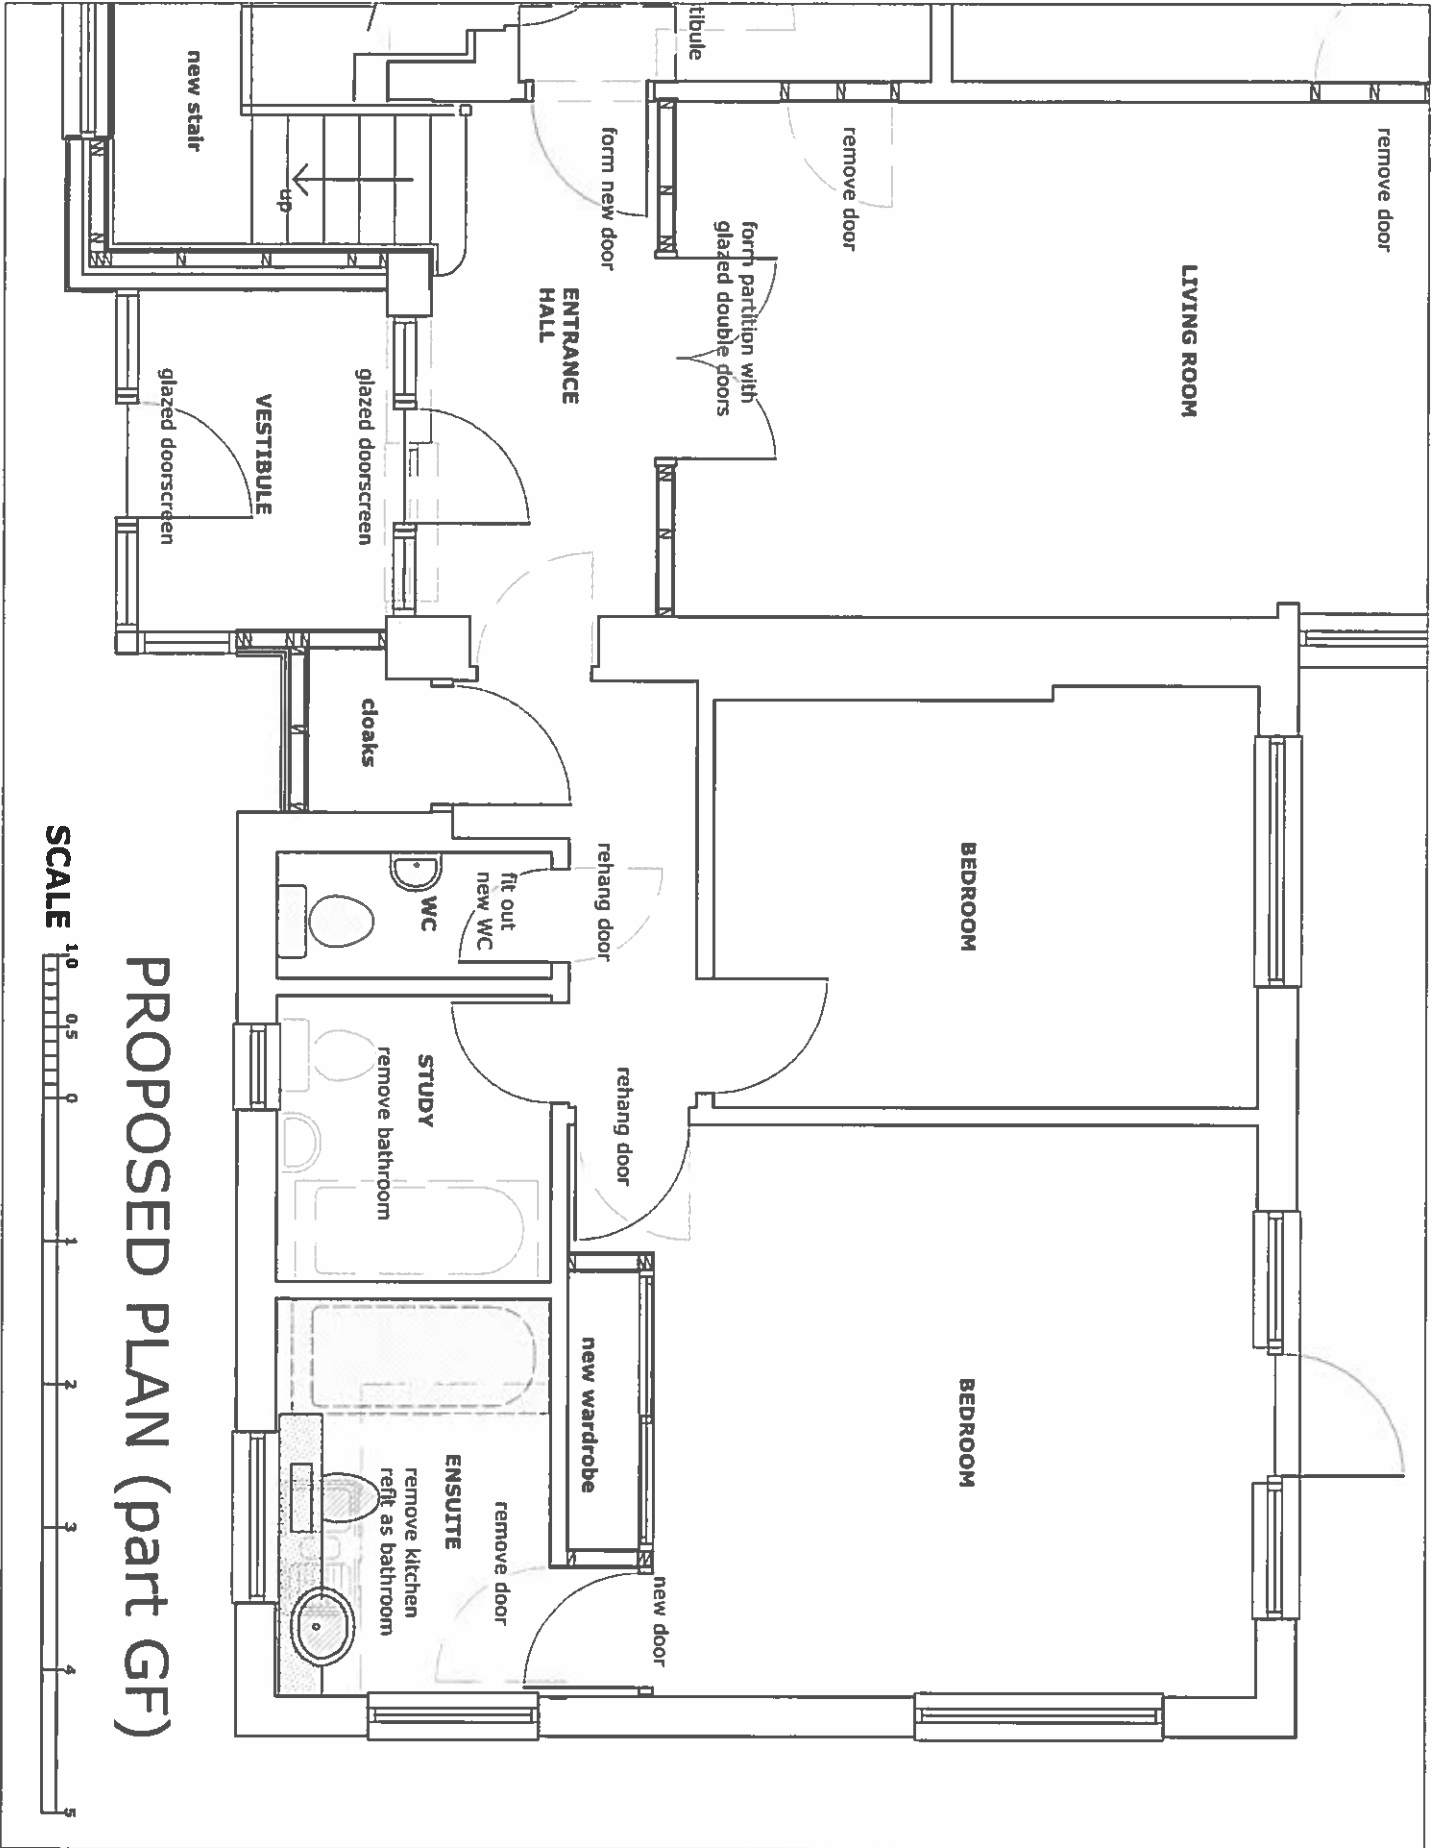 remove door
LIVING ROOM
BEDROOM
BEDROOM
remove door
form partition with
glazed double doors
tibule
new door
rehang door
form new door
rehang door
new wardrobe
ENTRANCE
HALL
fit out
new WC
remove door
WC
STUDY
ENSUITE
remove bathroom
remove kitchen
refit as bathroom
glazed doorscreen
cloaks
up
VESTIBULE
new stair
glazed doorscreen
PROPOSED PLAN (part GF)
SCALE 1.0 0.5 0 1 2 3 4 5